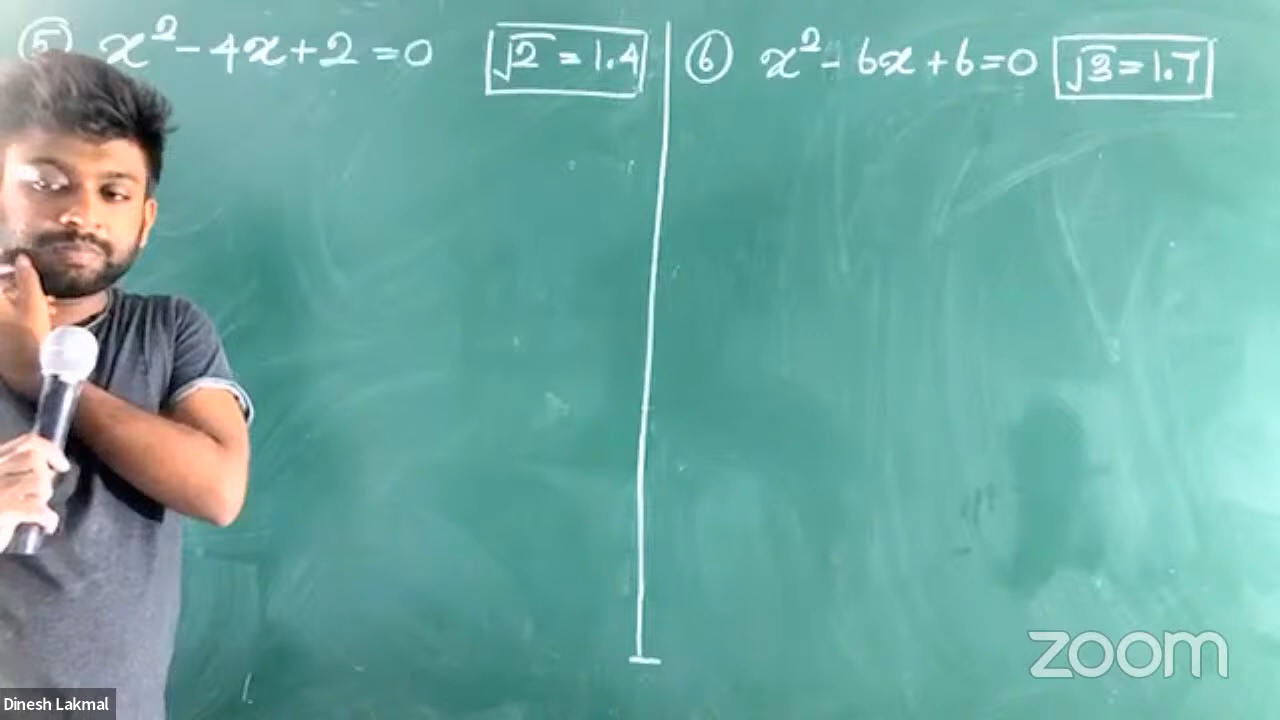 ⑤ x² - 4x + 2 = 0
√2 = 1.4
⑥ x² - 6x + 6 = 0
√3 = 1.7
zoom
Dinesh Lakmal